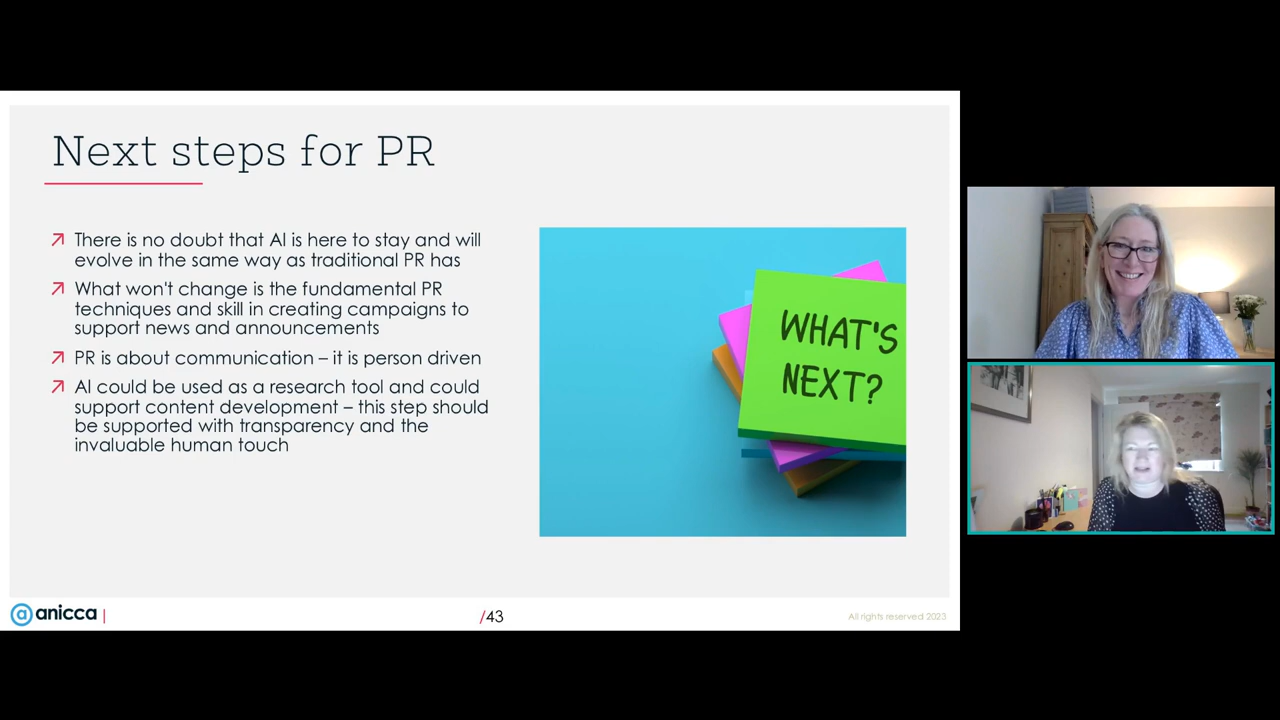 Next steps for PR
There is no doubt that AI is here to stay and will
evolve in the same way as traditional PR has
What won't change is the fundamental PR
techniques and skill in creating campaigns to
support news and announcements
PR is about communication – it is person driven
AI could be used as a research tool and could
support content development – this step should
be supported with transparency and the
invaluable human touch
WHAT'S
NEXT?
@anicca |
/43
All rights reserved 2023